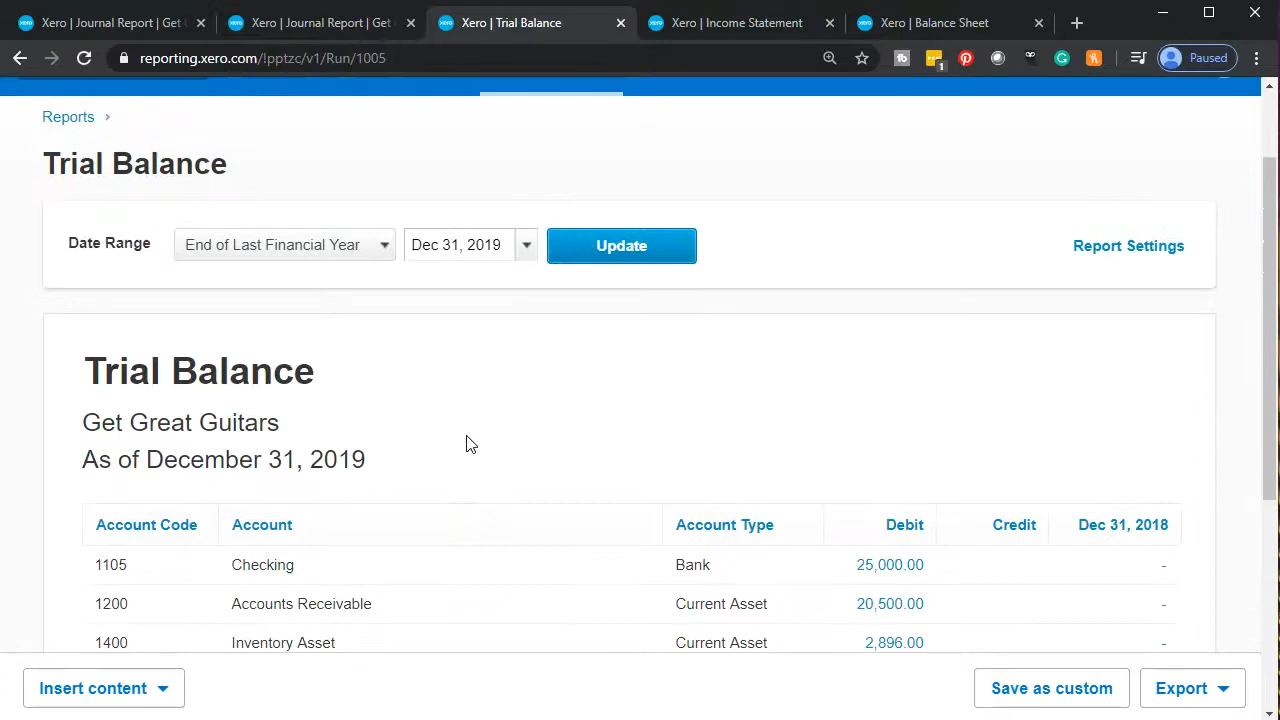 Xero | Journal Report | Get
Xero | Journal Report | Get
Xero | Trial Balance
Xero | Income Statement
Xero | Balance Sheet
reporting.xero.com/!pptzc/v1/Run/1005
1
Paused
Reports
Trial Balance
Date Range
End of Last Financial Year
Dec 31, 2019
Update
Report Settings
Trial Balance
Get Great Guitars
As of December 31, 2019
Account Code Account Account Type Debit Credit Dec 31, 2018
1105 Checking Bank 25,000.00 -
1200 Accounts Receivable Current Asset 20,500.00 -
1400 Inventory Asset Current Asset 2,896.00 -
Insert content
Save as custom
Export